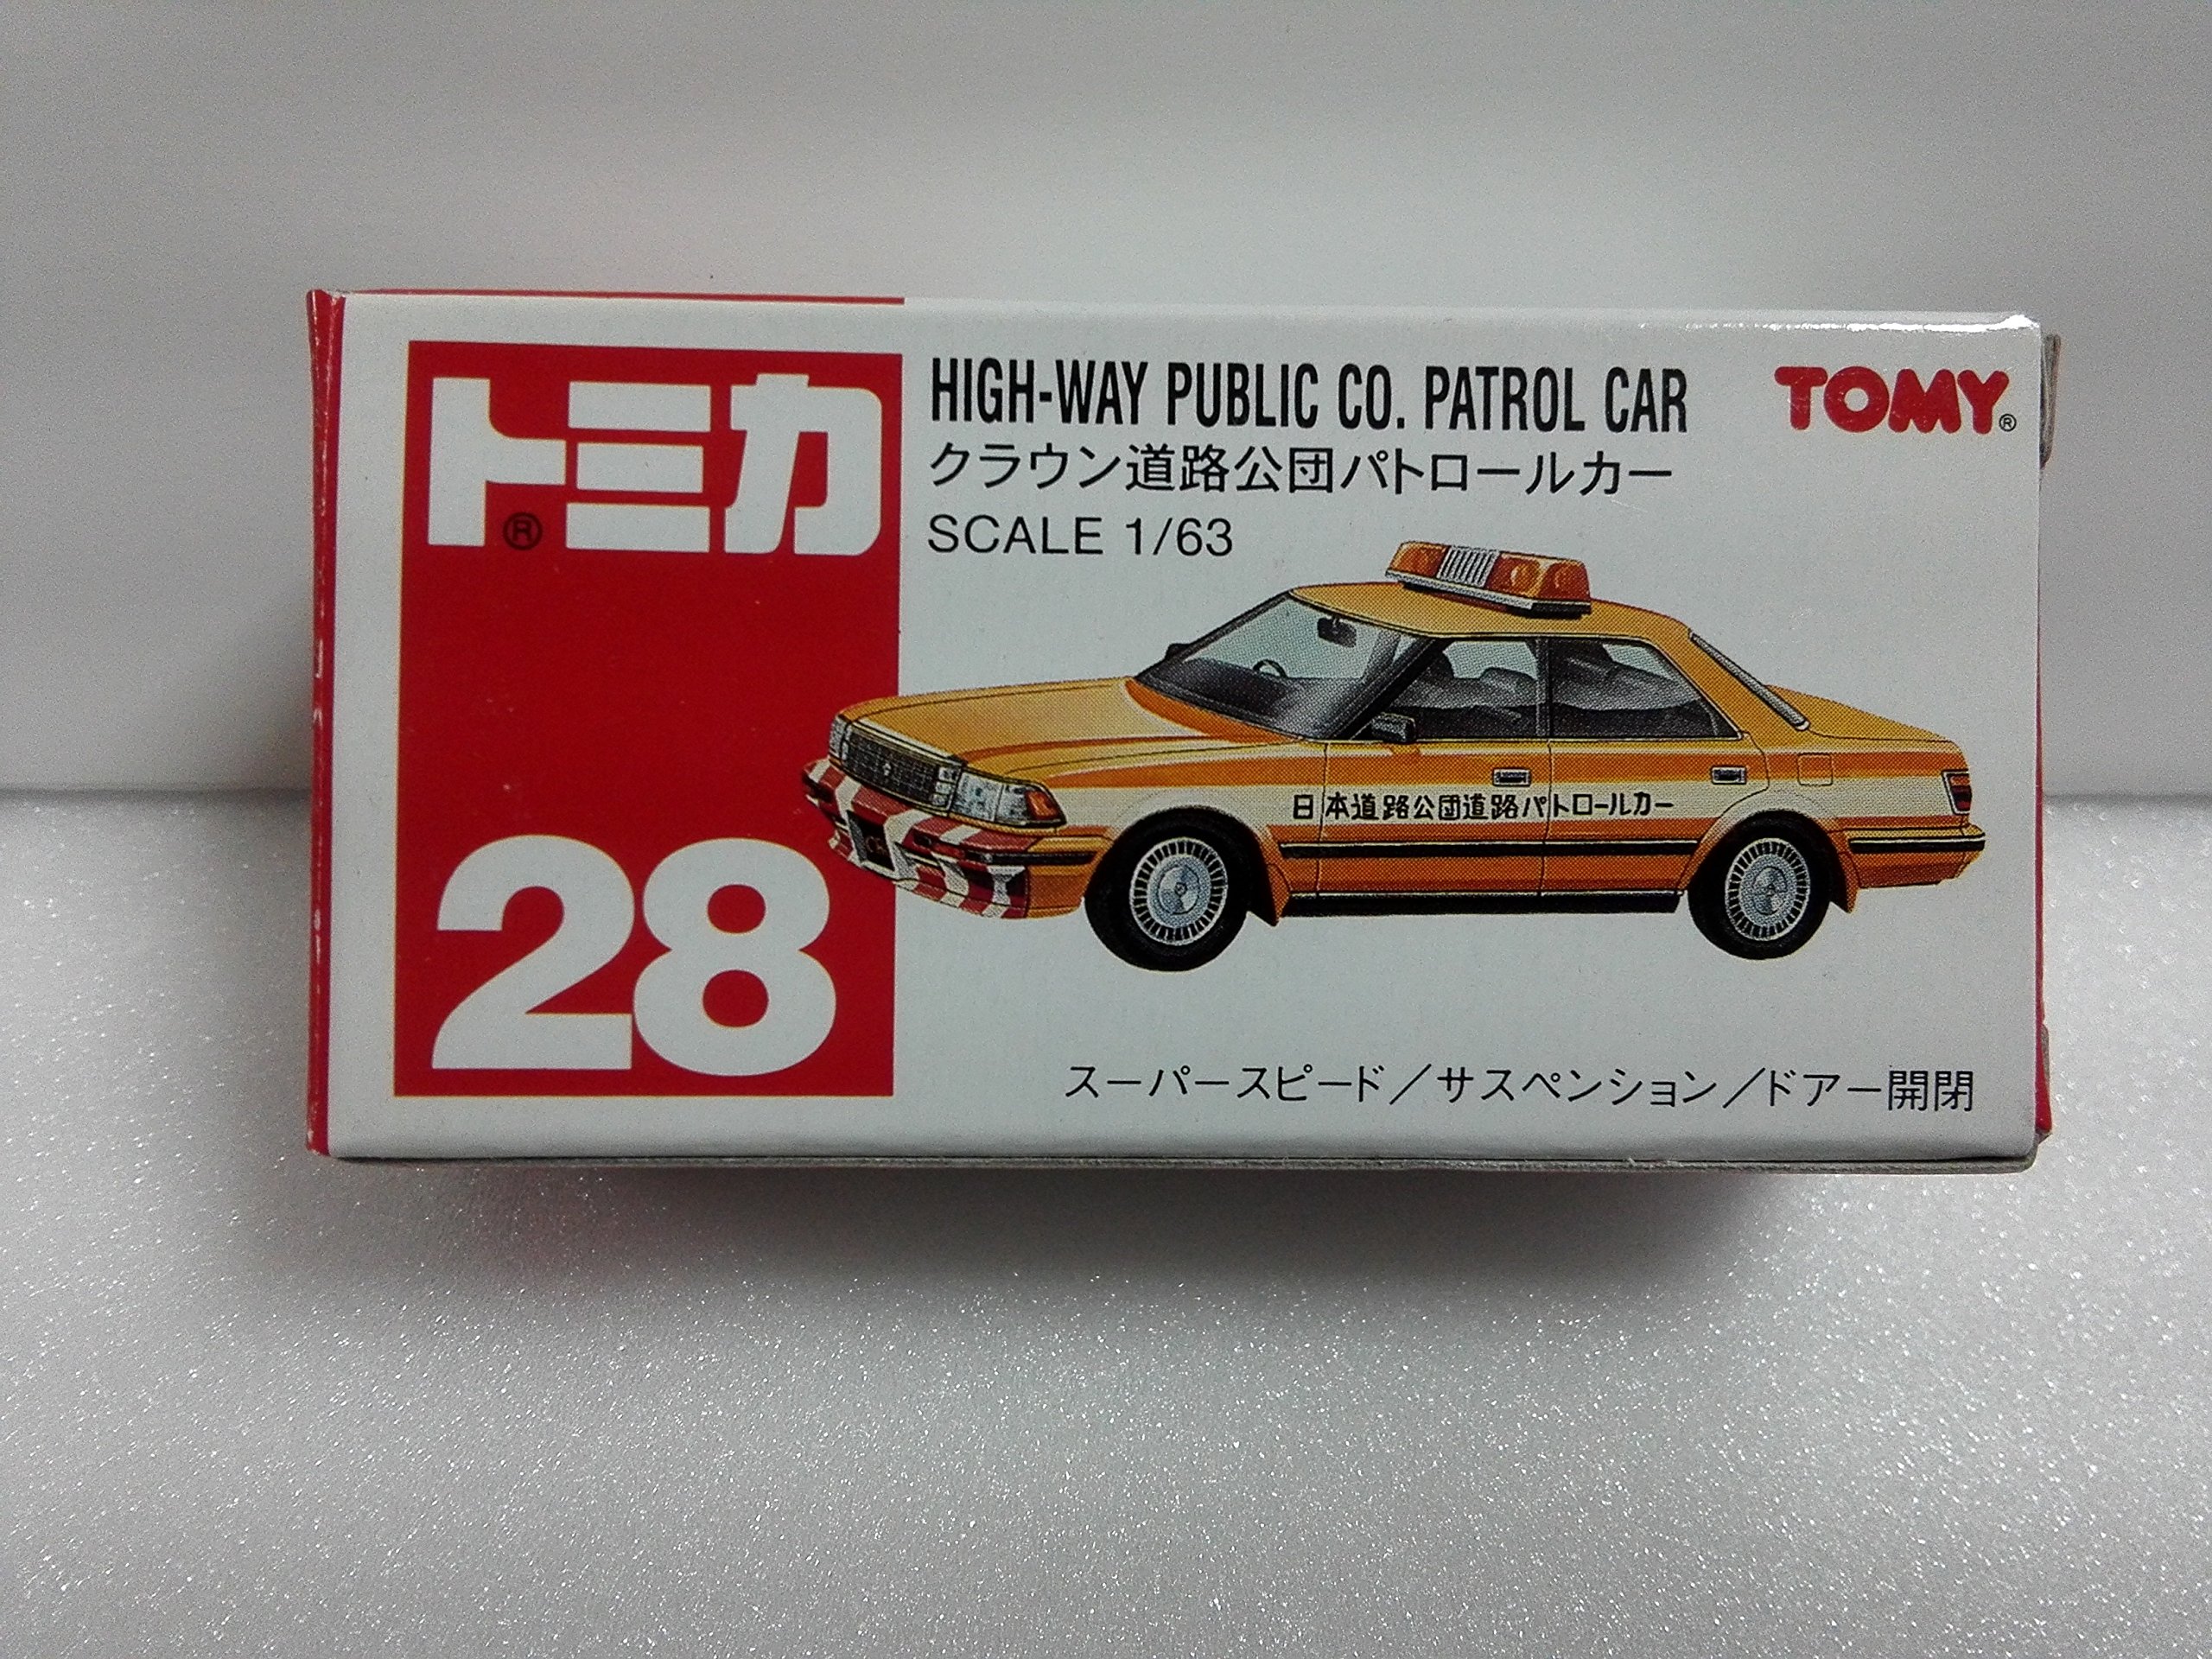 トミカ
®
28
HIGH-WAY PUBLIC CO. PATROL CAR
クラウン道路公団パトロールカー
SCALE 1/63
TOMY®
日本道路公団道路パトロールカー
スーパースピード／サスペンション／ドアー開閉